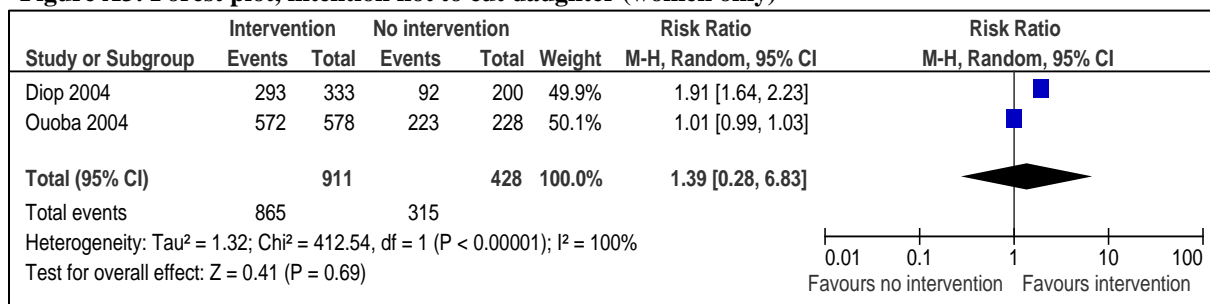 Figure A3: Forest plot, intention not to cut daughter (women only)
Intervention No intervention Risk Ratio Risk Ratio
Study or Subgroup Events Total Events Total Weight M-H, Random, 95% CI M-H, Random, 95% CI
Diop 2004 293 333 92 200 49.9% 1.91 [1.64, 2.23]
Ouoba 2004 572 578 223 228 50.1% 1.01 [0.99, 1.03]
Total (95% CI) 911 428 100.0% 1.39 [0.28, 6.83]
Total events 865 315
Heterogeneity: Tau² = 1.32; Chi² = 412.54, df = 1 (P < 0.00001); I² = 100%
Test for overall effect: Z = 0.41 (P = 0.69)
0.01 0.1 1 10 100
Favours no intervention Favours intervention